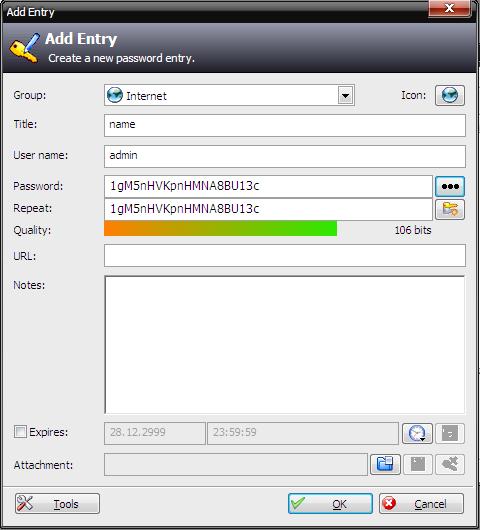 Add Entry
Add Entry
Create a new password entry.
Group: Internet Icon:
Title: name
User name: admin
Password: 1gM5nHVKpnHMNA8BU13c
Repeat: 1gM5nHVKpnHMNA8BU13c
Quality: 106 bits
URL:
Notes:
Expires: 28.12.2999 23:59:59
Attachment:
Tools OK Cancel